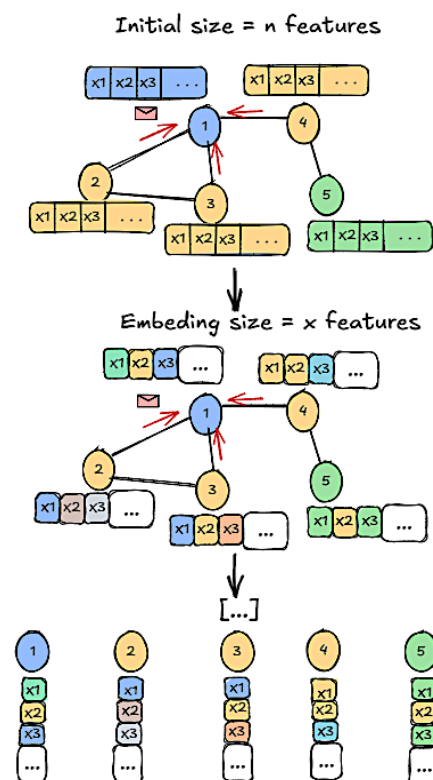 Initial size = n features
x1 x2 x3 ...
x1 x2 x3 ...
1
4
2
3
5
x1 x2 x3 ...
x1 x2 x3 ...
x1 x2 x3 ...
Embeding size = x features
x1 x2 x3 ...
x1 x2 x3 ...
1
4
2
3
5
x1 x2 x3 ...
x1 x2 x3 ...
x1 x2 x3 ...
[...]
1 2 3 4 5
x1 x1 x1 x1 x1
x2 x2 x2 x2 x2
x3 x3 x3 x3 x3
... ... ... ... ...